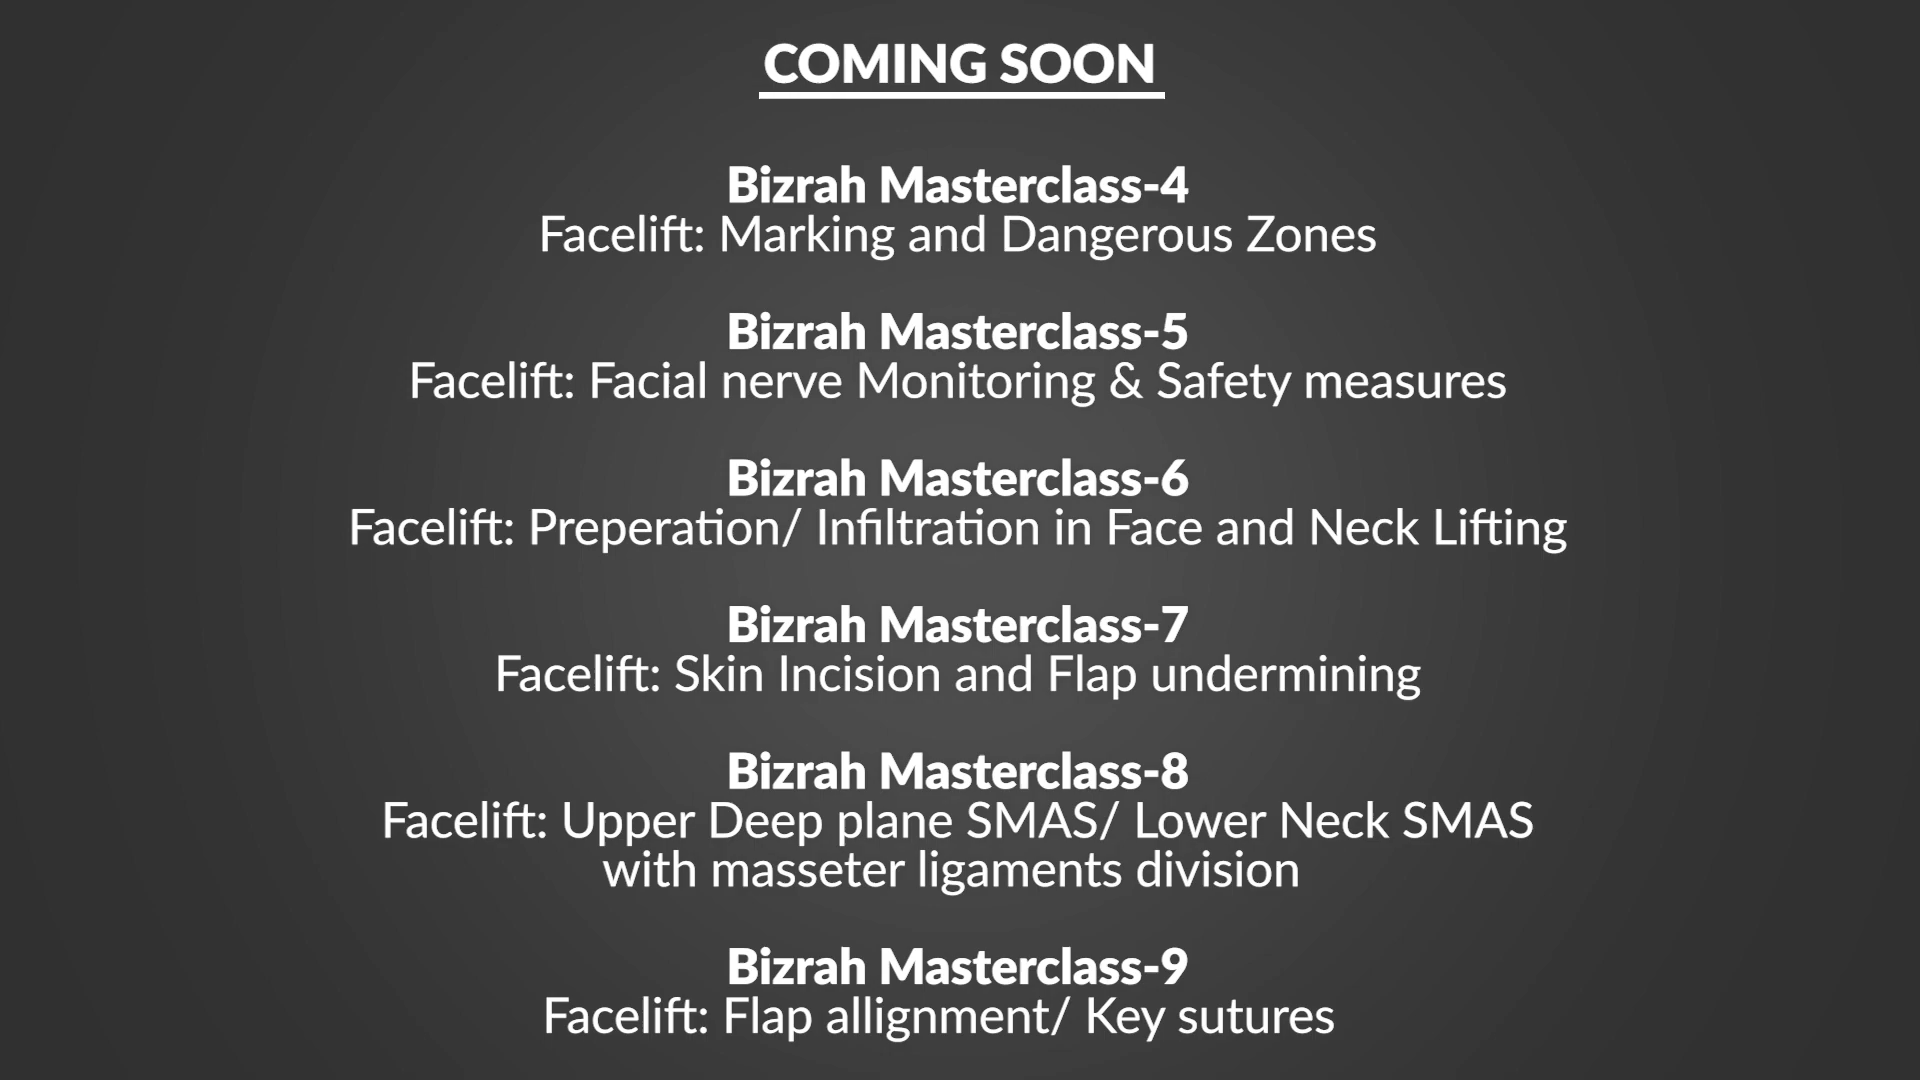 COMING SOON
Bizrah Masterclass-4
Facelift: Marking and Dangerous Zones
Bizrah Masterclass-5
Facelift: Facial nerve Monitoring & Safety measures
Bizrah Masterclass-6
Facelift: Preperation/ Infiltration in Face and Neck Lifting
Bizrah Masterclass-7
Facelift: Skin Incision and Flap undermining
Bizrah Masterclass-8
Facelift: Upper Deep plane SMAS/ Lower Neck SMAS
with masseter ligaments division
Bizrah Masterclass-9
Facelift: Flap allignment/ Key sutures